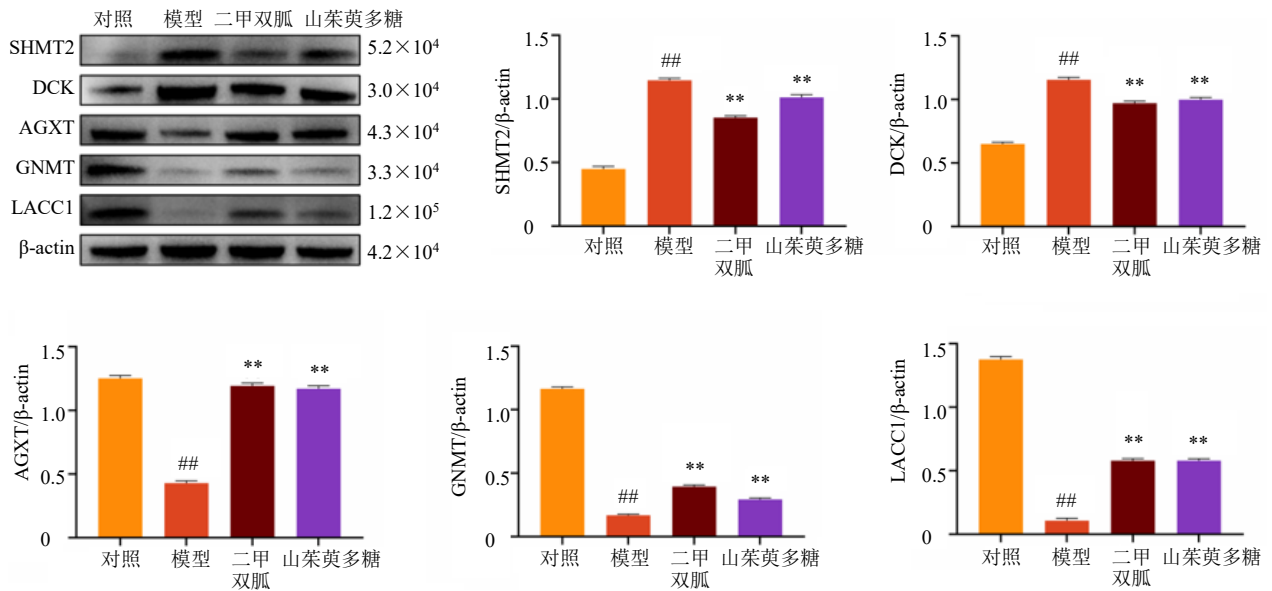 对照 模型 二甲双胍 山茱萸多糖
SHMT2 5.2×10⁴
DCK 3.0×10⁴
AGXT 4.3×10⁴
GNMT 3.3×10⁴
LACC1 1.2×10⁵
β-actin 4.2×10⁴
SHMT2/β-actin
1.5
1.0
0.5
0
##
**
**
对照 模型 二甲 山茱萸多糖
双胍
DCK/β-actin
1.5
1.0
0.5
0
##
**
**
对照 模型 二甲 山茱萸多糖
双胍
AGXT/β-actin
1.5
1.0
0.5
0
##
**
**
对照 模型 二甲 山茱萸多糖
双胍
GNMT/β-actin
1.5
1.0
0.5
0
##
**
**
对照 模型 二甲 山茱萸多糖
双胍
LACC1/β-actin
1.5
1.0
0.5
0
##
**
**
对照 模型 二甲 山茱萸多糖
双胍